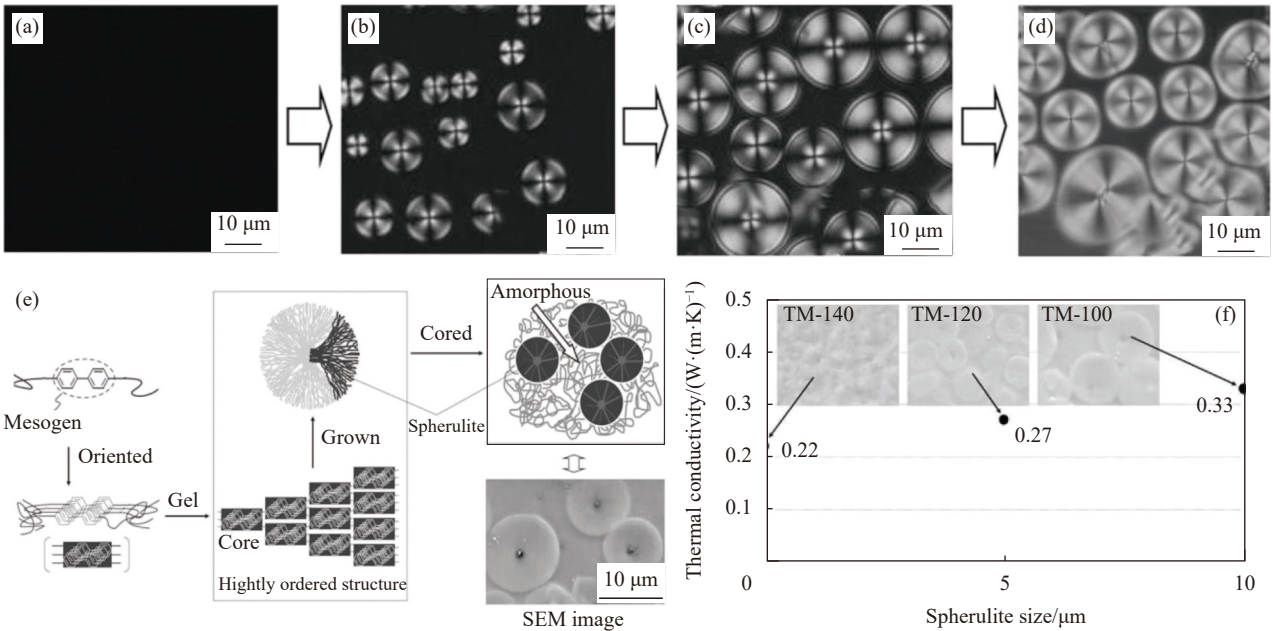 (a)
10 μm
(b)
10 μm
(c)
10 μm
(d)
10 μm
(e)
Mesogen
Oriented
Gel
Core
Hightly ordered structure
Grown
Cored
Spherulite
Amorphous
10 μm
SEM image
(f)
Thermal conductivity/(W·(m·K)⁻¹)
0.5
0.4
0.3
0.2
0.1
0
5
10
Spherulite size/μm
TM-140
TM-120
TM-100
0.22
0.27
0.33